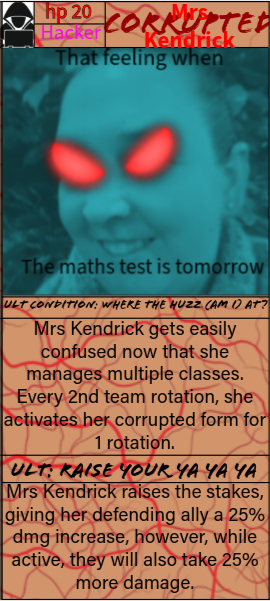 hp 20
Hacker
CORRUPTED
Mrs
Kendrick
That feeling when
The maths test is tomorrow
ULT CONDITION: WHERE THE HUZZ (AM I) AT?
Mrs Kendrick gets easily
confused now that she
manages multiple classes.
Every 2nd team rotation, she
activates her corrupted form for
1 rotation.
ULT: RAISE YOUR YA YA YA
Mrs Kendrick raises the stakes,
giving her defending ally a 25%
dmg increase, however, while
active, they will also take 25%
more damage.